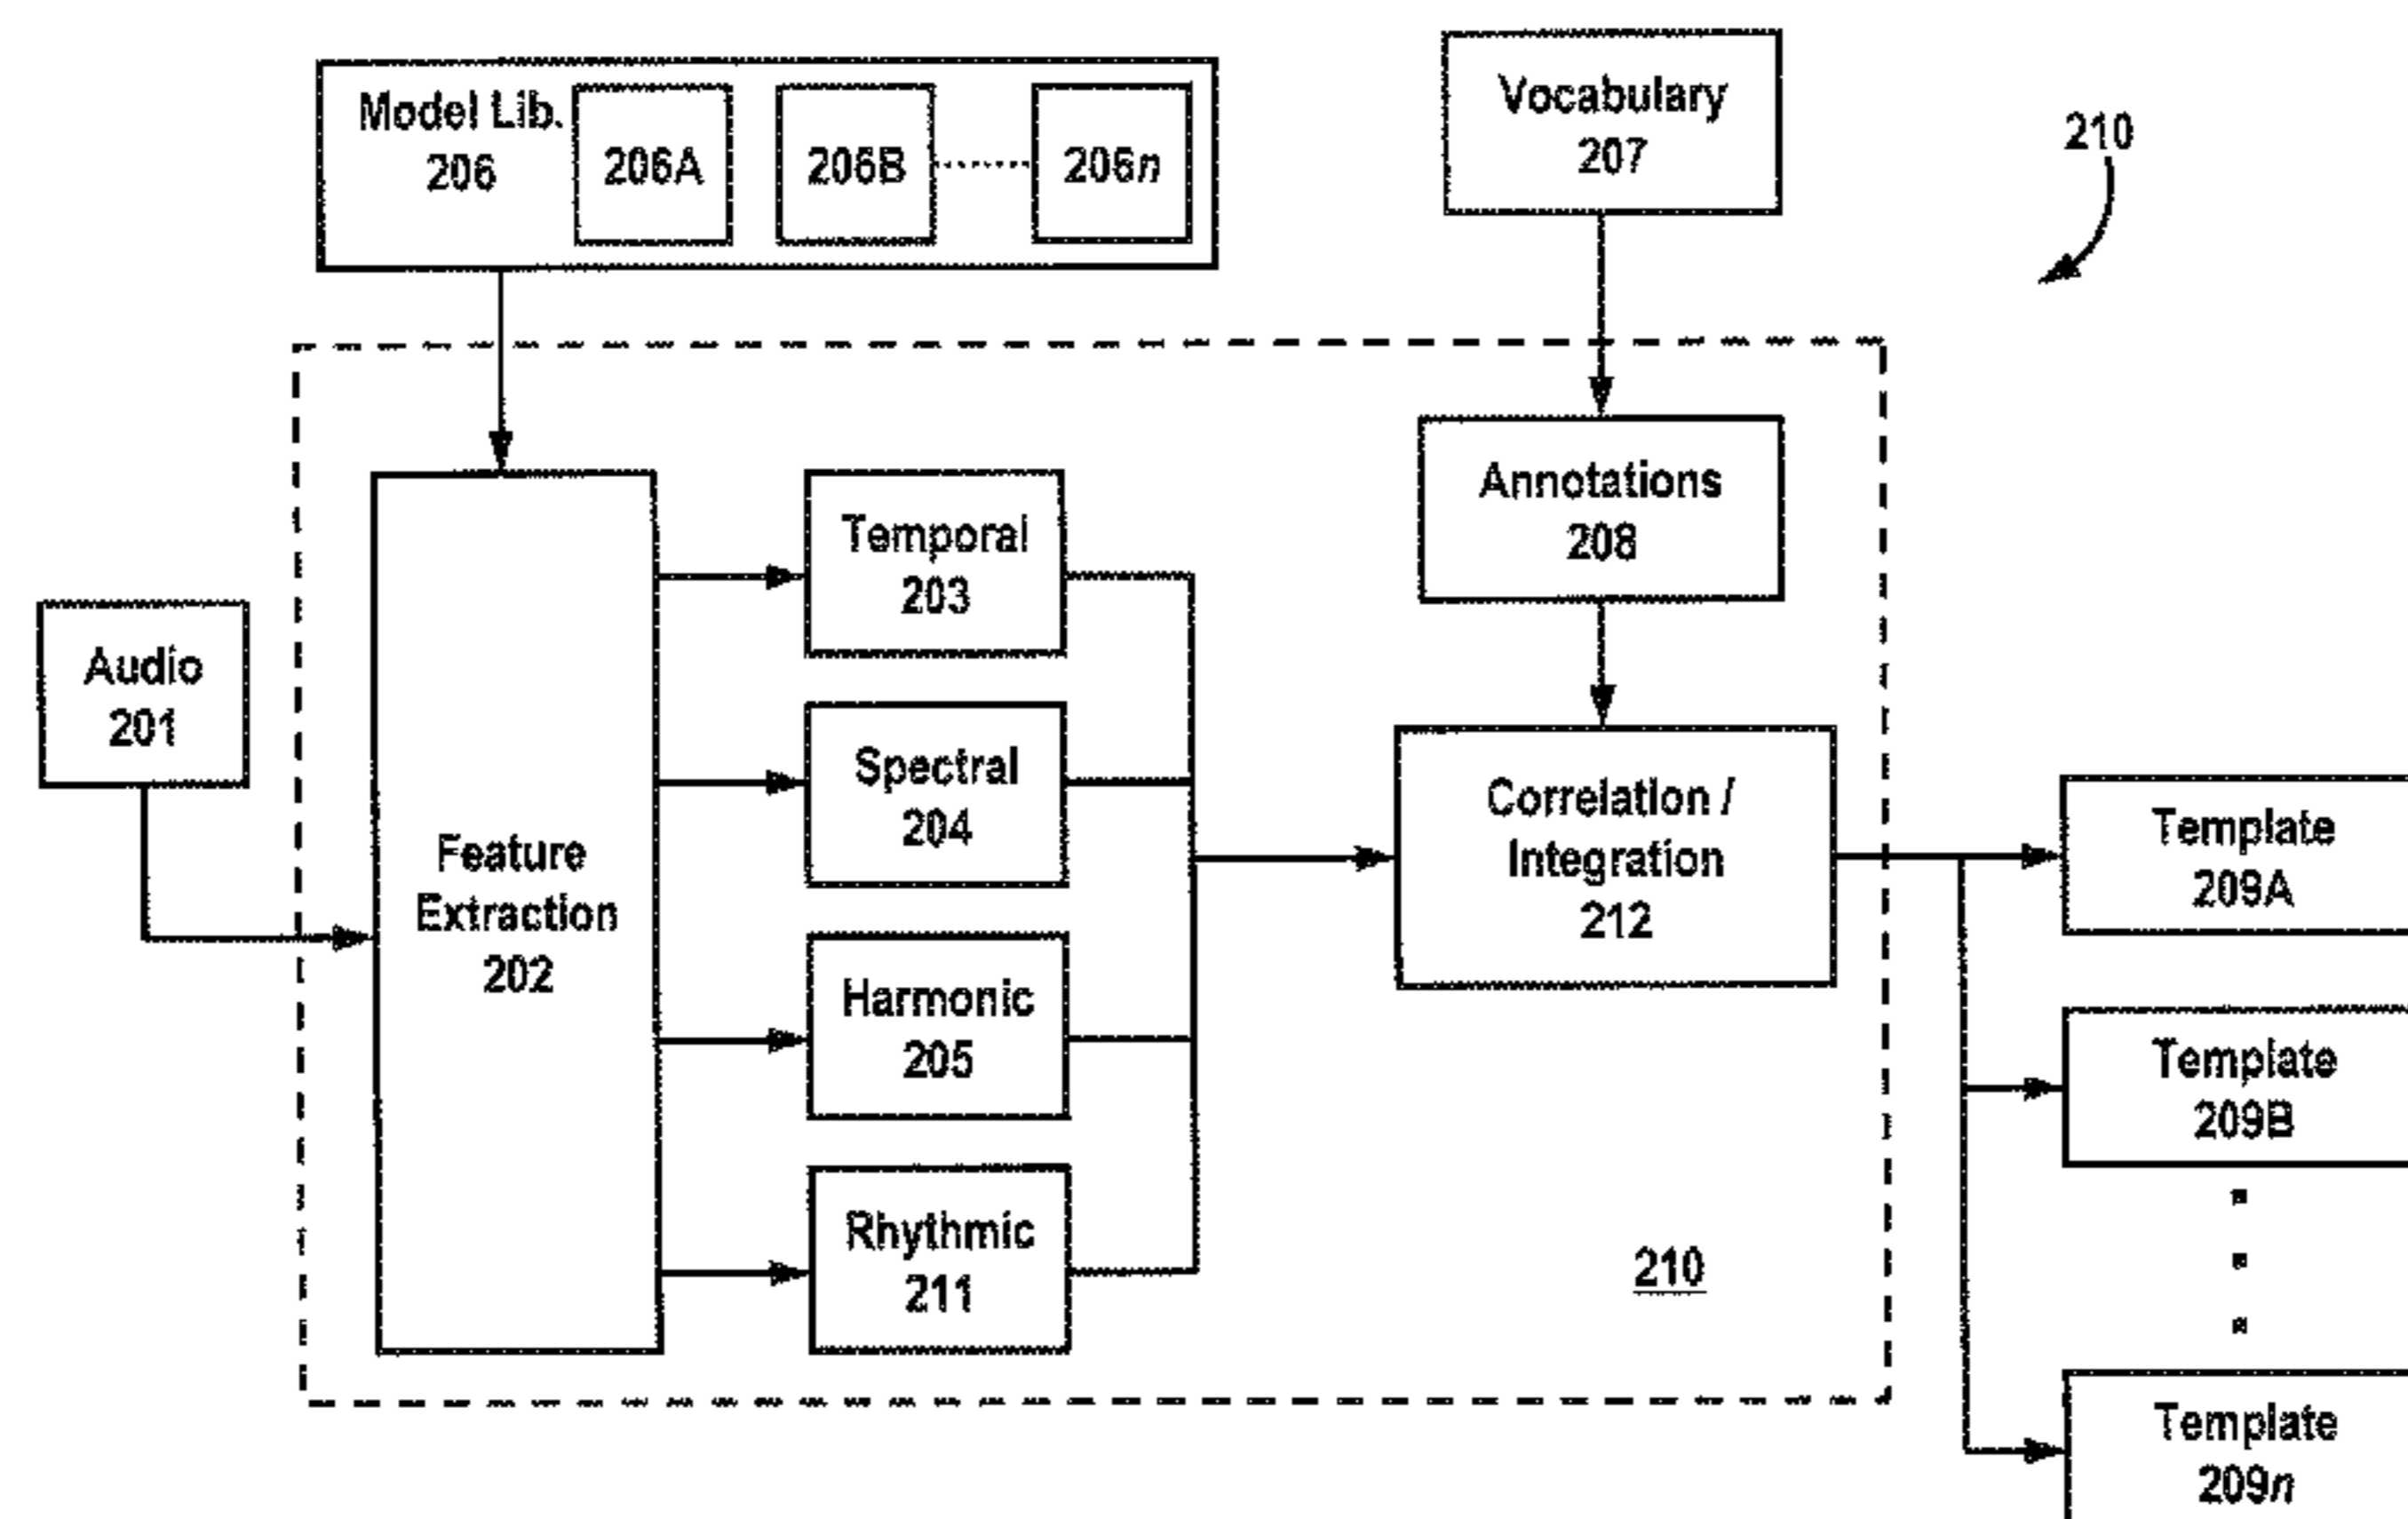 Model Lib.
206
206A
206B
206n
Vocabulary
207
210
Annotations
208
Temporal
203
Audio
201
Spectral
204
Correlation /
Integration
212
Feature
Extraction
202
Harmonic
205
Rhythmic
211
210
Template
209A
Template
209B
Template
209n